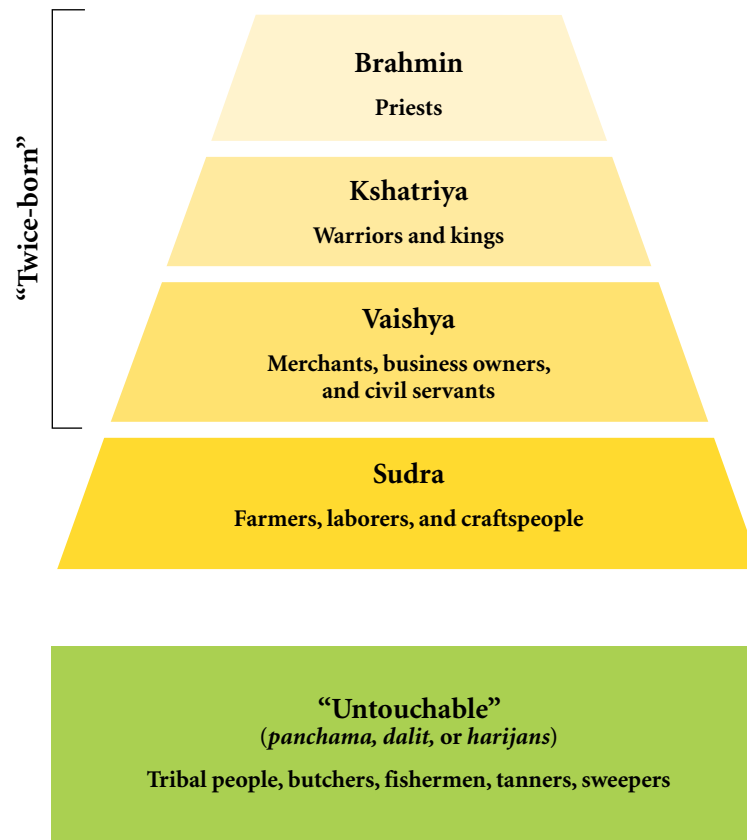 “Twice-born”
Brahmin
Priests
Kshatriya
Warriors and kings
Vaishya
Merchants, business owners,
and civil servants
Sudra
Farmers, laborers, and craftspeople
“Untouchable”
(panchama, dalit, or harijans)
Tribal people, butchers, fishermen, tanners, sweepers